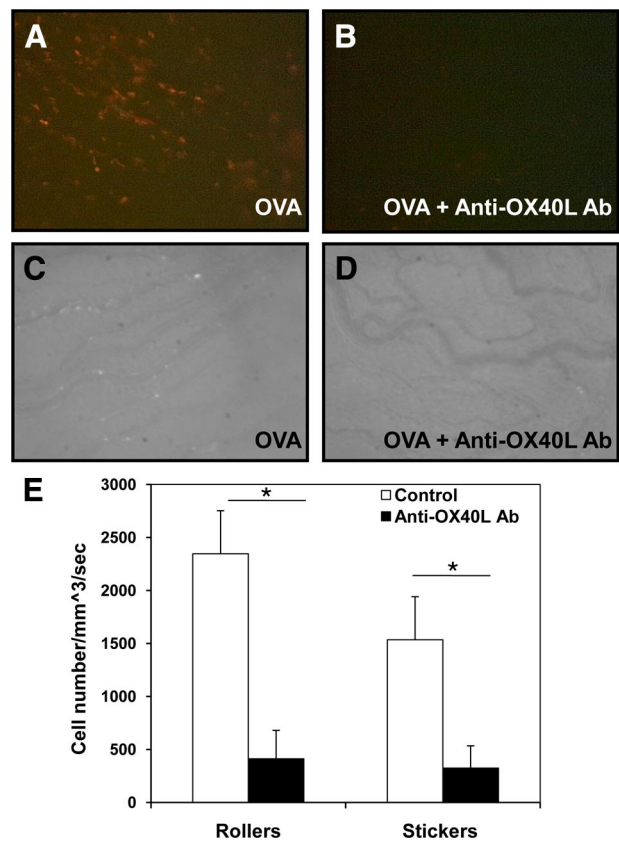 A
OVA
B
OVA + Anti-OX40L Ab
C
OVA
D
OVA + Anti-OX40L Ab
E
Cell number/mm^3/sec
3000
2500
2000
1500
1000
500
0
*
*
Control
Anti-OX40L Ab
Rollers
Stickers